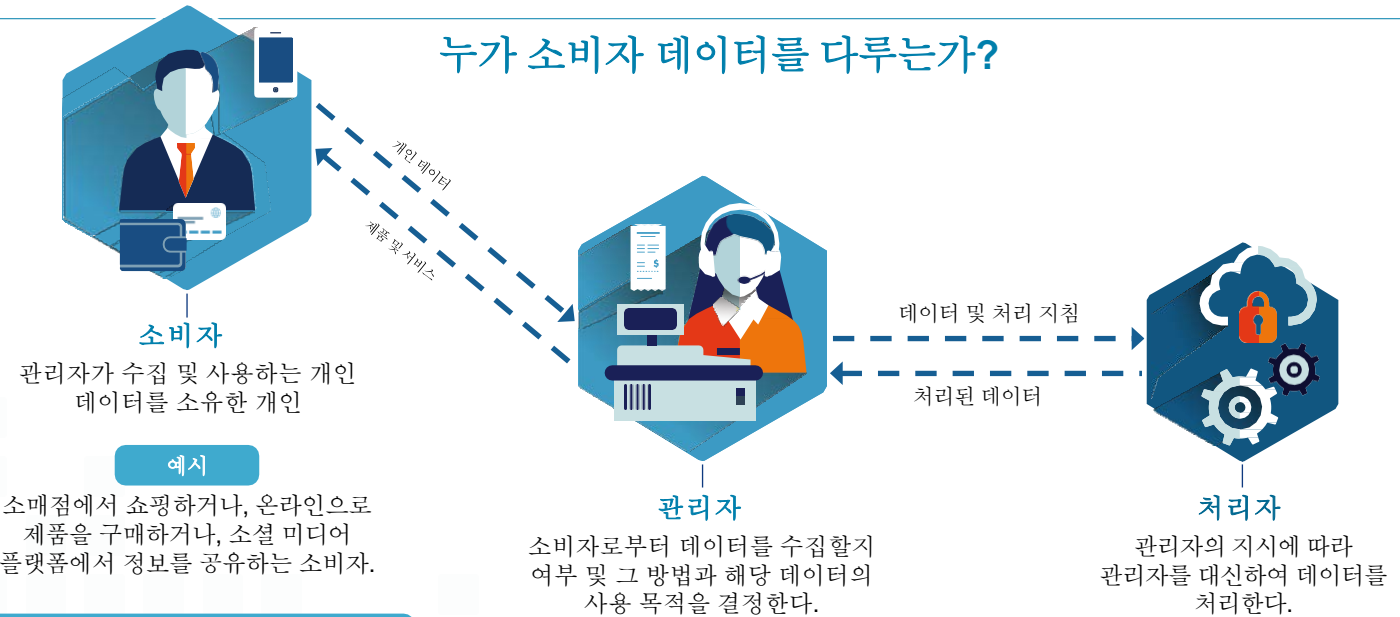 누가 소비자 데이터를 다루는가?
개인 데이터
제품 및 서비스
소비자
관리자가 수집 및 사용하는 개인
데이터를 소유한 개인
예시
소매점에서 쇼핑하거나, 온라인으로
제품을 구매하거나, 소셜 미디어
플랫폼에서 정보를 공유하는 소비자.
$
관리자
소비자로부터 데이터를 수집할지
여부 및 그 방법과 해당 데이터의
사용 목적을 결정한다.
데이터 및 처리 지침
처리된 데이터
처리자
관리자의 지시에 따라
관리자를 대신하여 데이터를
처리한다.